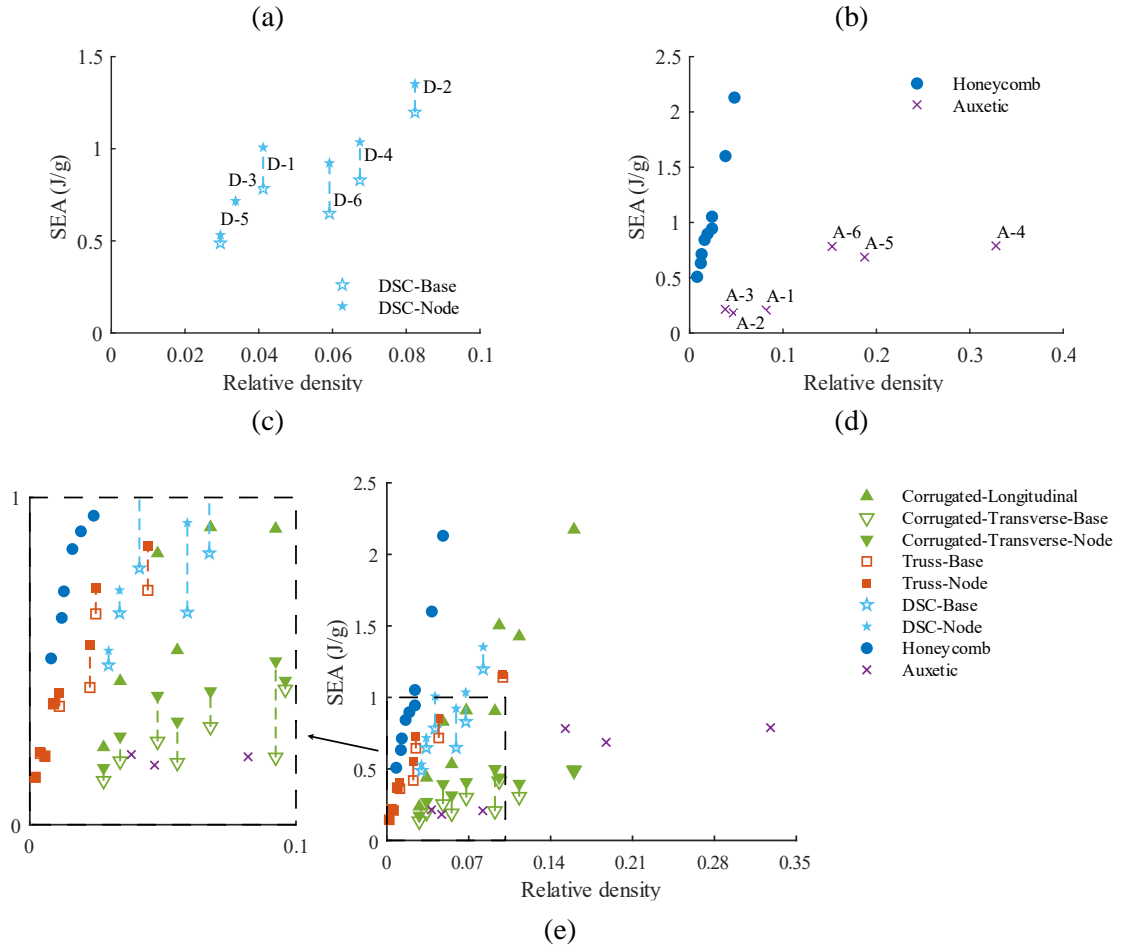 (a)
(b)
1.5
1
0.5
0
SEA (J/g)
D-2
D-1
D-4
D-3
D-6
D-5
DSC-Base
DSC-Node
0
0.02
0.04
0.06
0.08
0.1
Relative density
2.5
2
1.5
1
0.5
0
SEA (J/g)
Honeycomb
Auxetic
A-6
A-5
A-4
A-3
A-1
A-2
0
0.1
0.2
0.3
0.4
Relative density
(c)
(d)
1
0
0
0.1
2.5
2
1.5
1
0.5
0
SEA (J/g)
0
0.07
0.14
0.21
0.28
0.35
Relative density
Corrugated-Longitudinal
Corrugated-Transverse-Base
Corrugated-Transverse-Node
Truss-Base
Truss-Node
DSC-Base
DSC-Node
Honeycomb
Auxetic
(e)